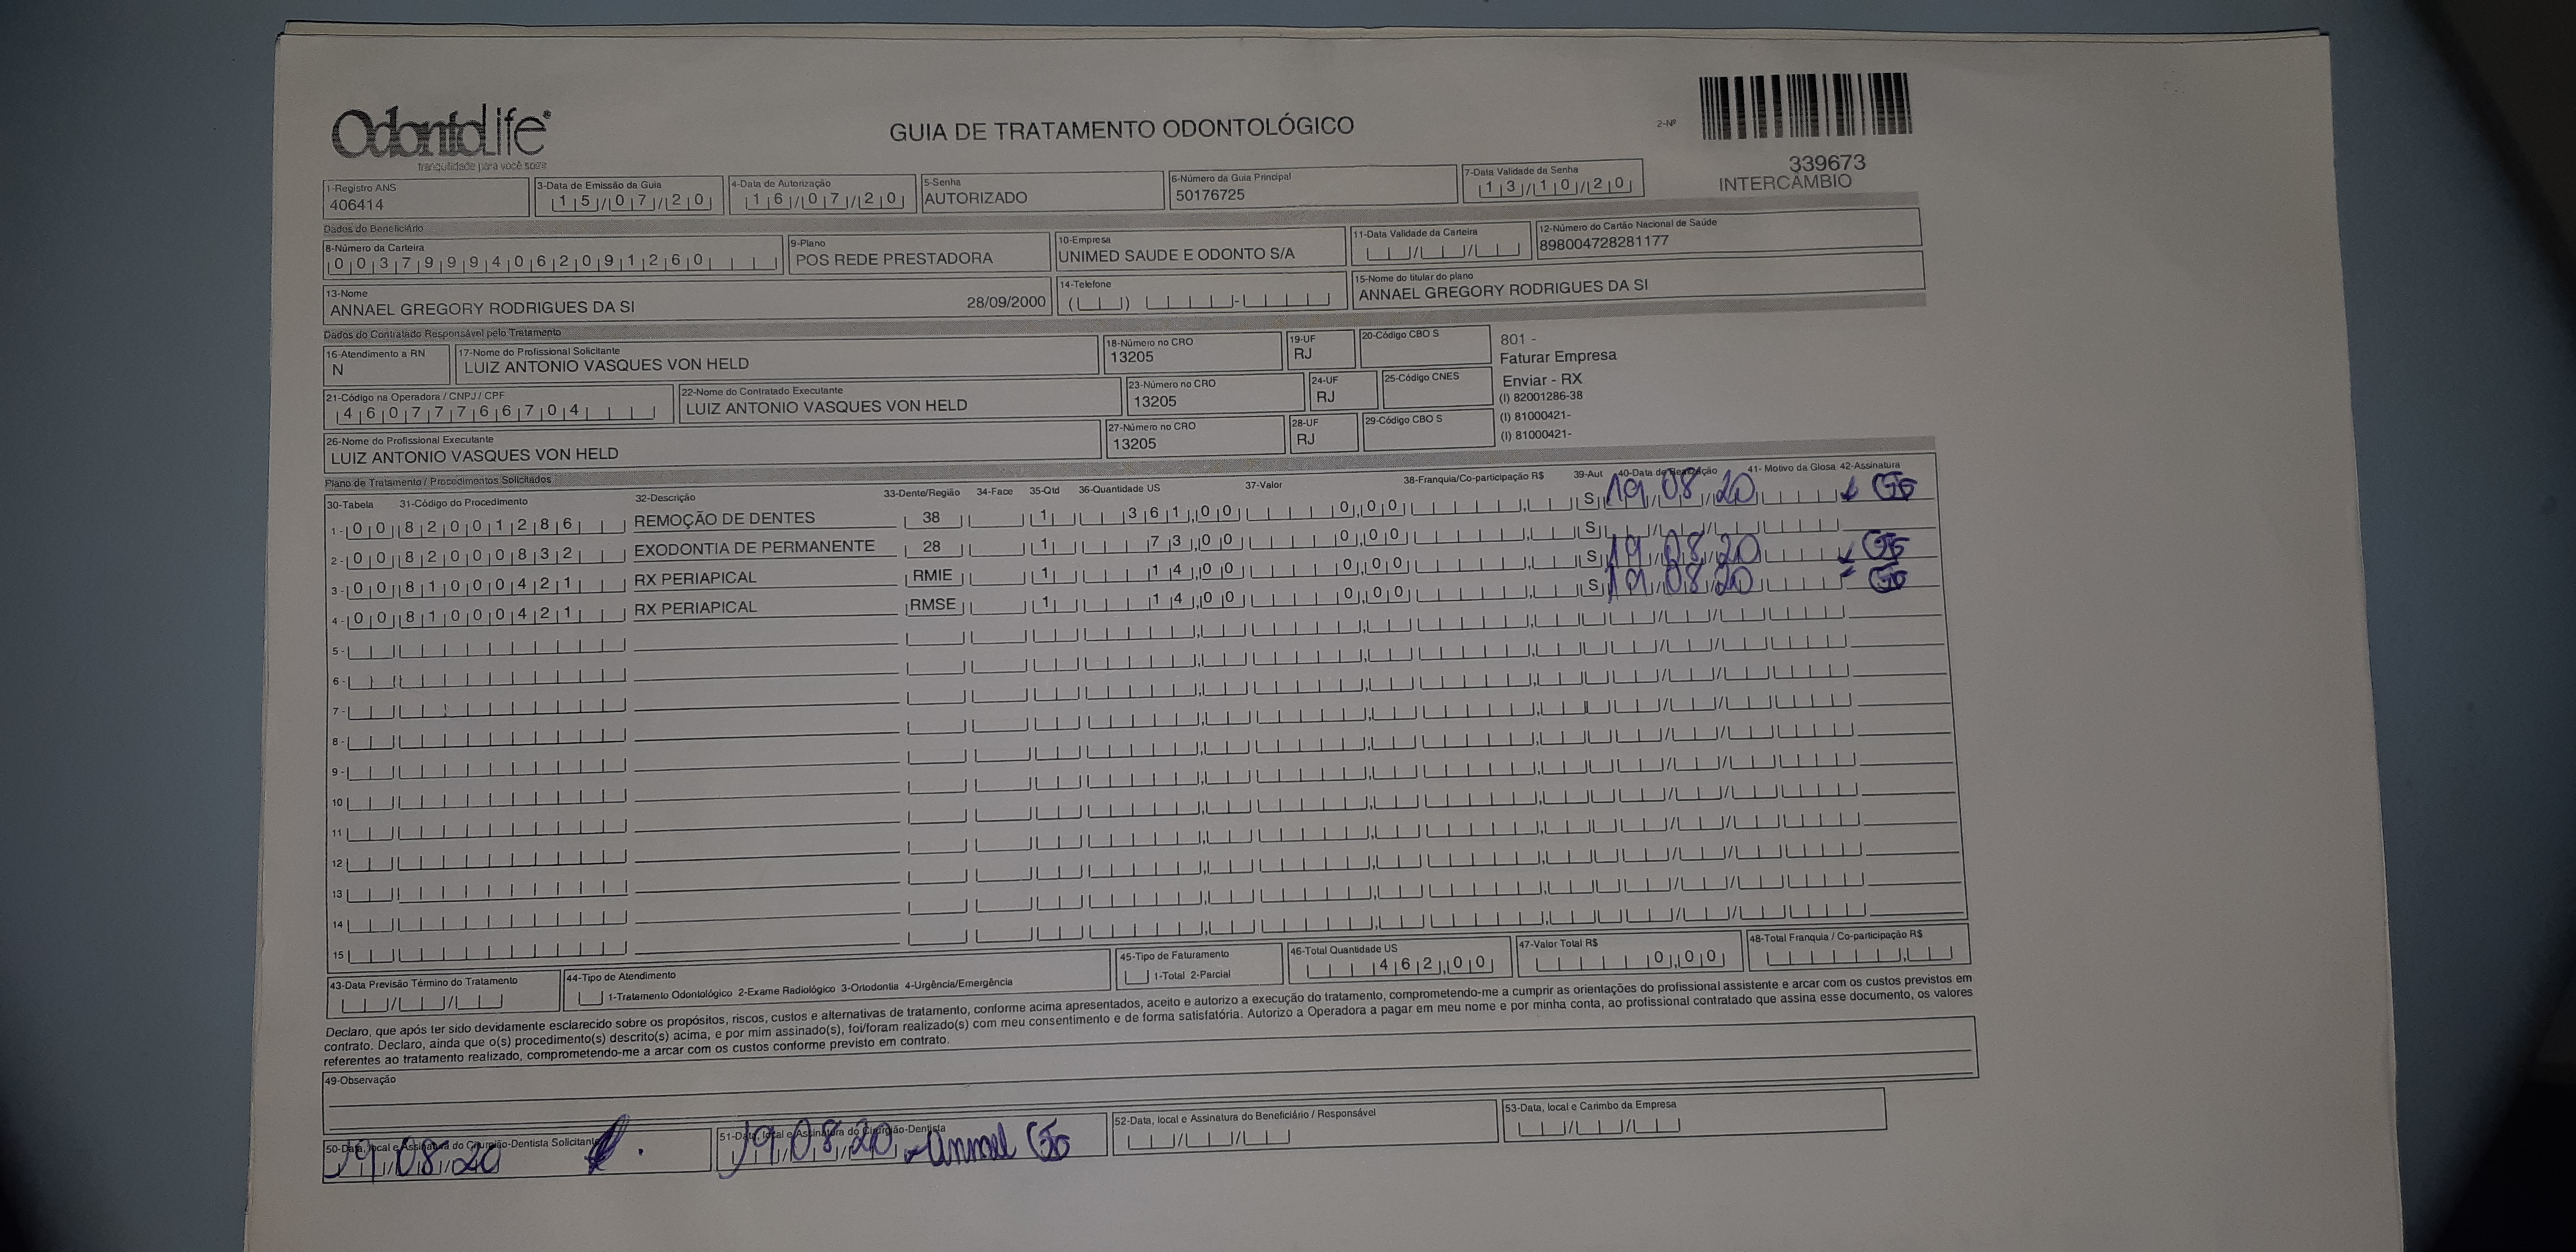 OdontoLife®
tranquilidade para você sorrir
GUIA DE TRATAMENTO ODONTOLÓGICO
2-Nº
339673
INTERCÂMBIO
1-Registro ANS
406414
3-Data de Emissão da Guia
15/07/20
4-Data de Autorização
16/07/20
5-Senha
AUTORIZADO
6-Número da Guia Principal
50176725
7-Data Validade da Senha
13/10/20
Dados do Beneficiário
8-Número da Carteira
00379994062091260
9-Plano
POS REDE PRESTADORA
10-Empresa
UNIMED SAUDE E ODONTO S/A
11-Data Validade da Carteira
12-Número do Cartão Nacional de Saúde
898004728281177
13-Nome
ANNAEL GREGORY RODRIGUES DA SI 28/09/2000
14-Telefone
15-Nome do titular do plano
ANNAEL GREGORY RODRIGUES DA SI
Dados do Contratado Responsável pelo Tratamento
16-Atendimento a RN
N
17-Nome do Profissional Solicitante
LUIZ ANTONIO VASQUES VON HELD
18-Número no CRO
13205
19-UF
RJ
20-Código CBO S
801 -
Faturar Empresa
Enviar - RX
(I) 82001286-38
(I) 81000421-
(I) 81000421-
21-Código na Operadora / CNPJ / CPF
46077766704
22-Nome do Contratado Executante
LUIZ ANTONIO VASQUES VON HELD
23-Número no CRO
13205
24-UF
RJ
25-Código CNES
26-Nome do Profissional Executante
LUIZ ANTONIO VASQUES VON HELD
27-Número no CRO
13205
28-UF
RJ
29-Código CBO S
Plano de Tratamento / Procedimentos Solicitados
30-Tabela 31-Código do Procedimento 32-Descrição 33-Dente/Região 34-Face 35-Qtd 36-Quantidade US 37-Valor 38-Franquia/Co-participação R$ 39-Aut 40-Data de Realização 41- Motivo da Glosa 42-Assinatura
1- 00 82001286 REMOÇÃO DE DENTES 38 1 361,00 0,00 S 19/08/20
2- 00 82000832 EXODONTIA DE PERMANENTE 28 1 73,00 0,00 S
3- 00 81000421 RX PERIAPICAL RMIE 1 14,00 0,00 S 19/08/20
4- 00 81000421 RX PERIAPICAL RMSE 1 14,00 0,00 S 19/08/20
5-
6-
7-
8-
9-
10
11
12
13
14
15
43-Data Previsão Término do Tratamento
44-Tipo de Atendimento
1-Tratamento Odontológico 2-Exame Radiológico 3-Ortodontia 4-Urgência/Emergência
45-Tipo de Faturamento
1-Total 2-Parcial
46-Total Quantidade US
462,00
47-Valor Total R$
0,00
48-Total Franquia / Co-participação R$
Declaro, que após ter sido devidamente esclarecido sobre os propósitos, riscos, custos e alternativas de tratamento, conforme acima apresentados, aceito e autorizo a execução do tratamento, comprometendo-me a cumprir as orientações do profissional assistente e arcar com os custos previstos em
contrato. Declaro, ainda que o(s) procedimento(s) descrito(s) acima, e por mim assinado(s), foi/foram realizado(s) com meu consentimento e de forma satisfatória. Autorizo a Operadora a pagar em meu nome e por minha conta, ao profissional contratado que assina esse documento, os valores
referentes ao tratamento realizado, comprometendo-me a arcar com os custos conforme previsto em contrato.
49-Observação
50-Data, local e Assinatura do Cirurgião-Dentista Solicitante
19/08/20
51-Data, local e Assinatura do Cirurgião-Dentista
19/08/20
52-Data, local e Assinatura do Beneficiário / Responsável
53-Data, local e Carimbo da Empresa